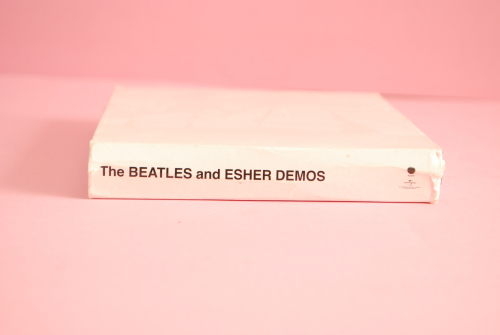 The BEATLES and ESHER DEMOS